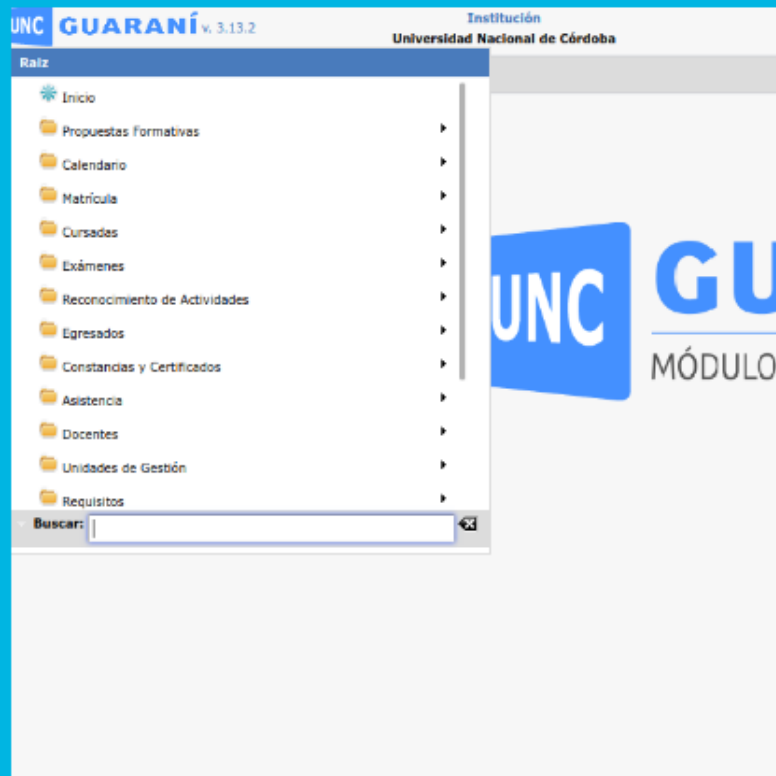 UNC GUARANÍ v. 3.13.2
Institución
Universidad Nacional de Córdoba
Raiz
Inicio
Propuestas Formativas
Calendario
Matrícula
Cursadas
Exámenes
Reconocimiento de Actividades
Egresados
Constancias y Certificados
Asistencia
Docentes
Unidades de Gestión
Requisitos
Buscar:
UNC
GU
MÓDULO